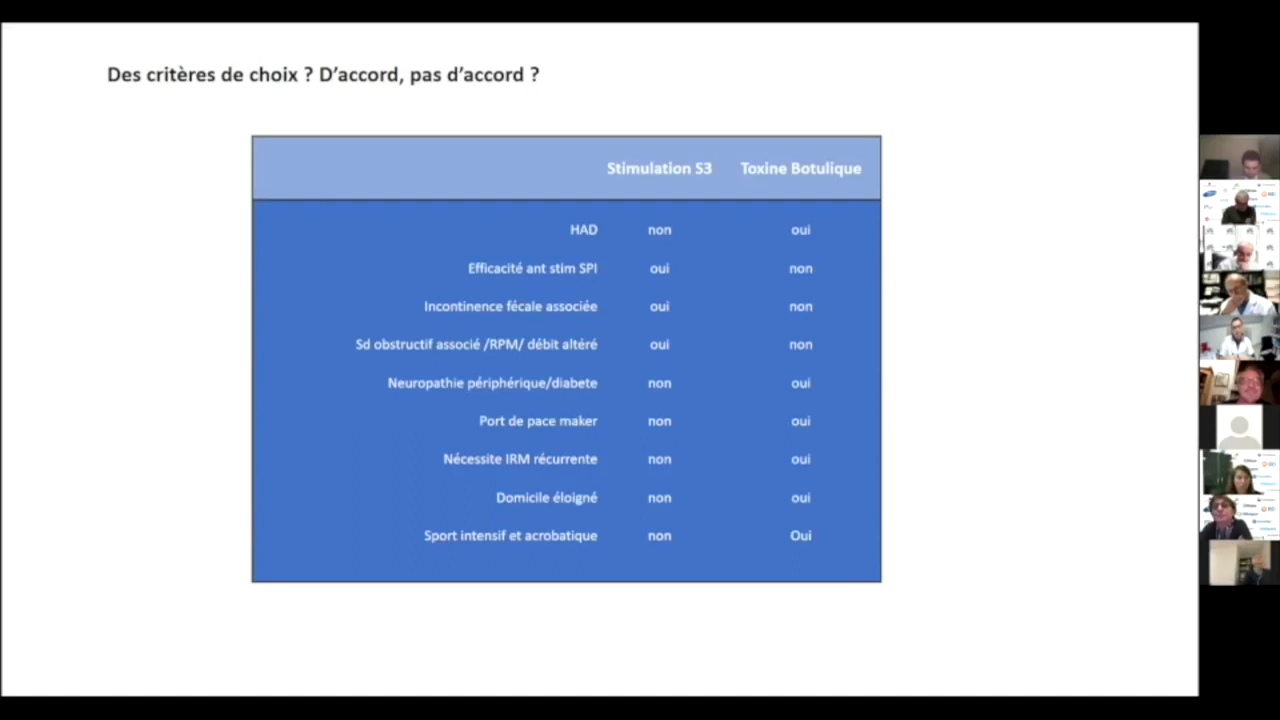 Des critères de choix ? D'accord, pas d'accord ?
Stimulation S3 Toxine Botulique
HAD non oui
Efficacité ant stim SPI oui non
Incontinence fécale associée oui non
Sd obstructif associé /RPM/ débit altéré oui non
Neuropathie périphérique/diabete non oui
Port de pace maker non oui
Nécessite IRM récurrente non oui
Domicile éloigné non oui
Sport intensif et acrobatique non Oui